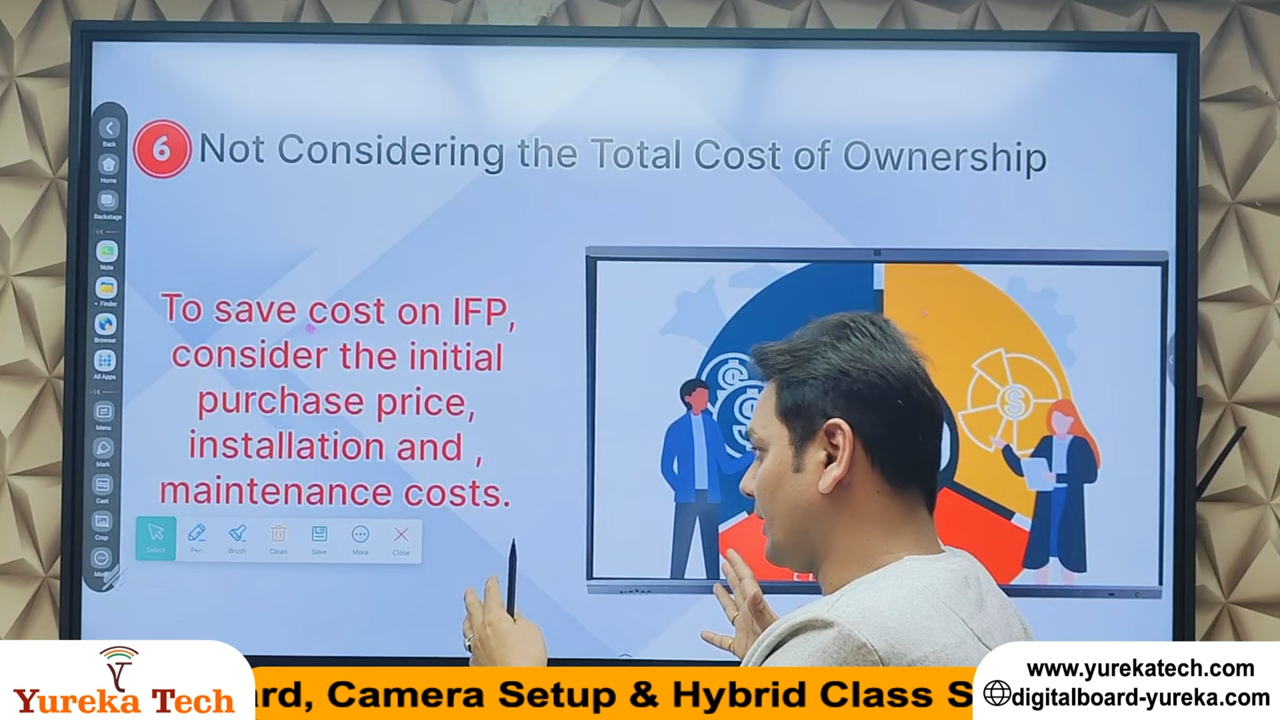 6 Not Considering the Total Cost of Ownership
To save cost on IFP,
consider the initial
purchase price,
installation and ,
maintenance costs.
Back
Home
Backstage
Note
Finder
Browser
All Apps
Menu
Mark
Cast
Crop
Select Pen Brush Clean Save More Close
Yureka Tech
ard, Camera Setup & Hybrid Class S
www.yurekatech.com
digitalboard-yureka.com